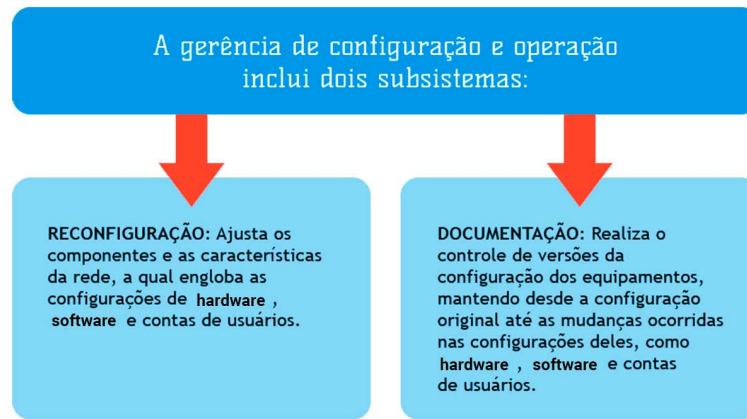 A gerência de configuração e operação
inclui dois subsistemas:
RECONFIGURAÇÃO: Ajusta os
componentes e as características
da rede, a qual engloba as
configurações de hardware ,
software e contas de usuários.
DOCUMENTAÇÃO: Realiza o
controle de versões da
configuração dos equipamentos,
mantendo desde a configuração
original até as mudanças ocorridas
nas configurações deles, como
hardware , software e contas
de usuários.